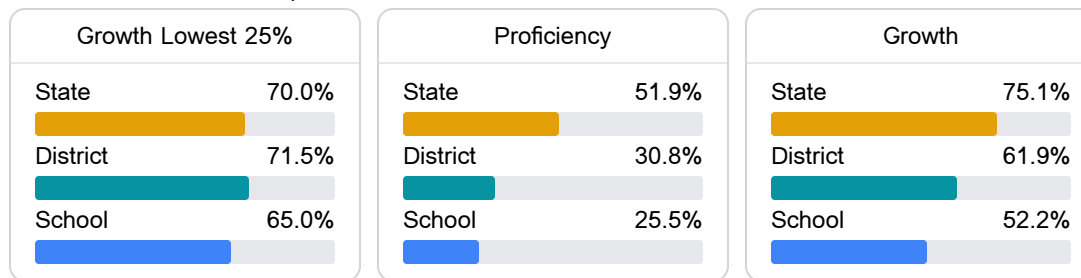 Growth Lowest 25%
State 70.0%
District 71.5%
School 65.0%
Proficiency
State 51.9%
District 30.8%
School 25.5%
Growth
State 75.1%
District 61.9%
School 52.2%